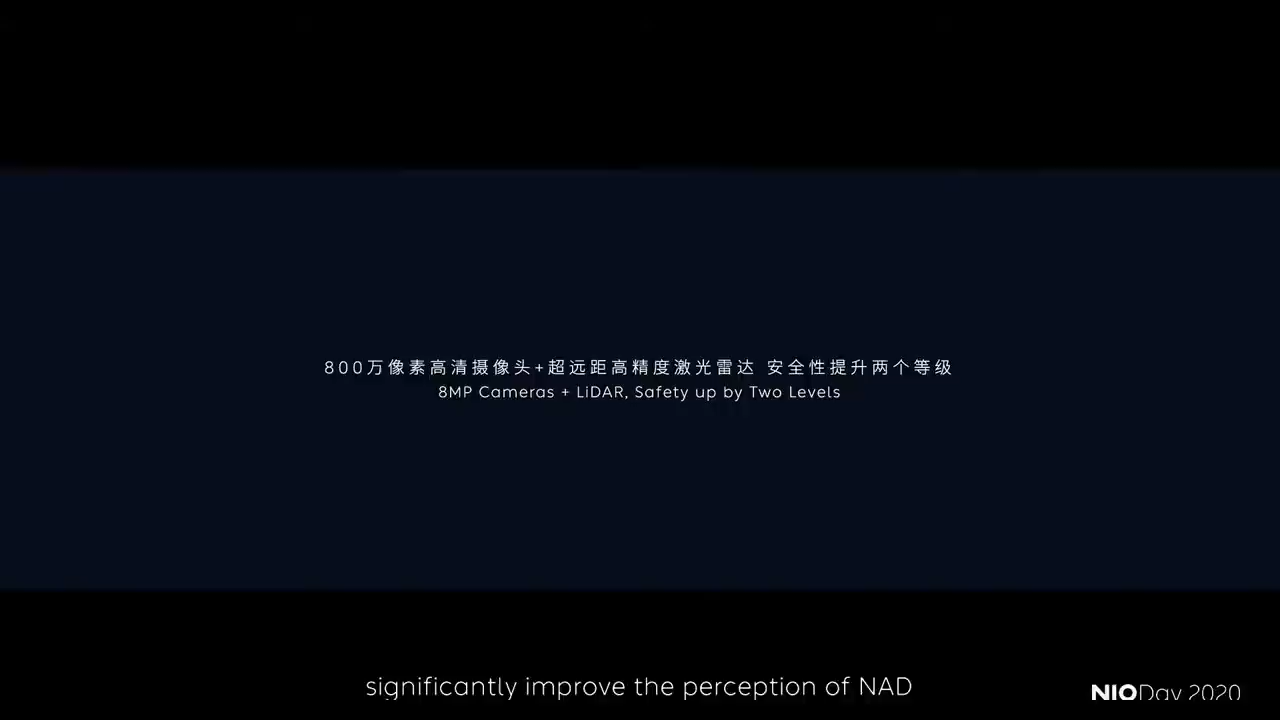 800万像素高清摄像头+超远距高精度激光雷达 安全性提升两个等级
8MP Cameras + LiDAR, Safety up by Two Levels
significantly improve the perception of NAD
NIO Day 2020